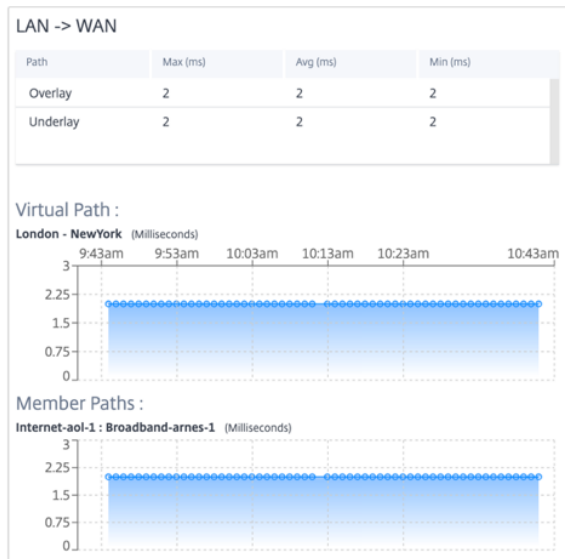 LAN -> WAN
Path Max (ms) Avg (ms) Min (ms)
Overlay 2 2 2
Underlay 2 2 2
Virtual Path :
London - NewYork (Milliseconds)
9:43am 9:53am 10:03am 10:13am 10:23am 10:43am
3
2.25
1.5
0.75
0
Member Paths :
Internet-aol-1 : Broadband-arnes-1 (Milliseconds)
3
2.25
1.5
0.75
0